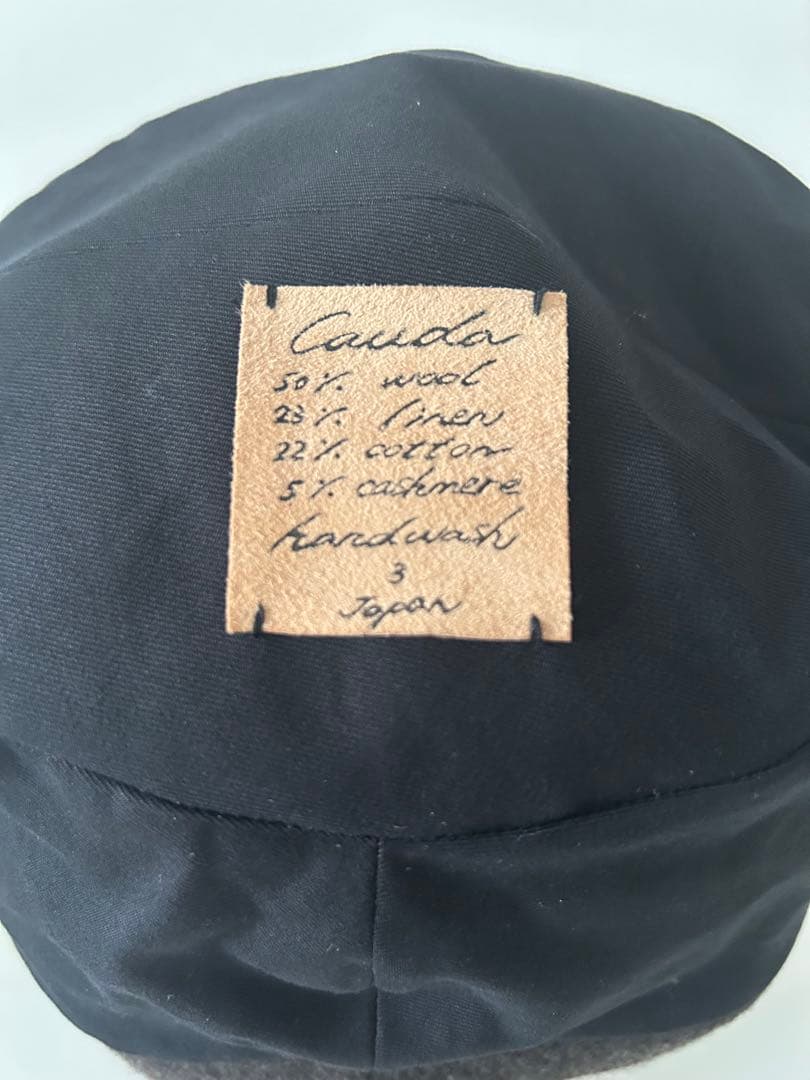 Cauda
50% wool
23% linen
22% cotton
5% cashmere
handwash
3
Japan